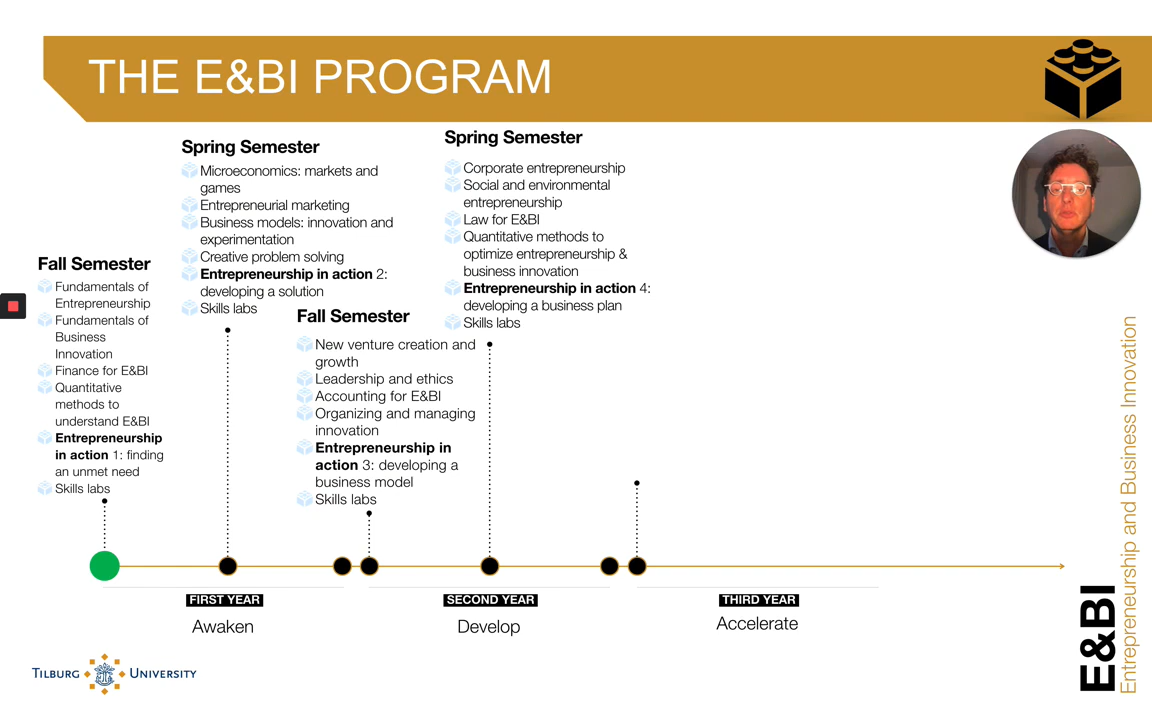 THE E&BI PROGRAM
Fall Semester
Fundamentals of
Entrepreneurship
Fundamentals of
Business
Innovation
Finance for E&BI
Quantitative
methods to
understand E&BI
Entrepreneurship
in action 1: finding
an unmet need
Skills labs
Spring Semester
Microeconomics: markets and
games
Entrepreneurial marketing
Business models: innovation and
experimentation
Creative problem solving
Entrepreneurship in action 2:
developing a solution
Skills labs
Fall Semester
New venture creation and
growth
Leadership and ethics
Accounting for E&BI
Organizing and managing
innovation
Entrepreneurship in
action 3: developing a
business model
Skills labs
Spring Semester
Corporate entrepreneurship
Social and environmental
entrepreneurship
Law for E&BI
Quantitative methods to
optimize entrepreneurship &
business innovation
Entrepreneurship in action 4:
developing a business plan
Skills labs
FIRST YEAR
Awaken
SECOND YEAR
Develop
THIRD YEAR
Accelerate
E&BI
Entrepreneurship and Business Innovation
TILBURG UNIVERSITY